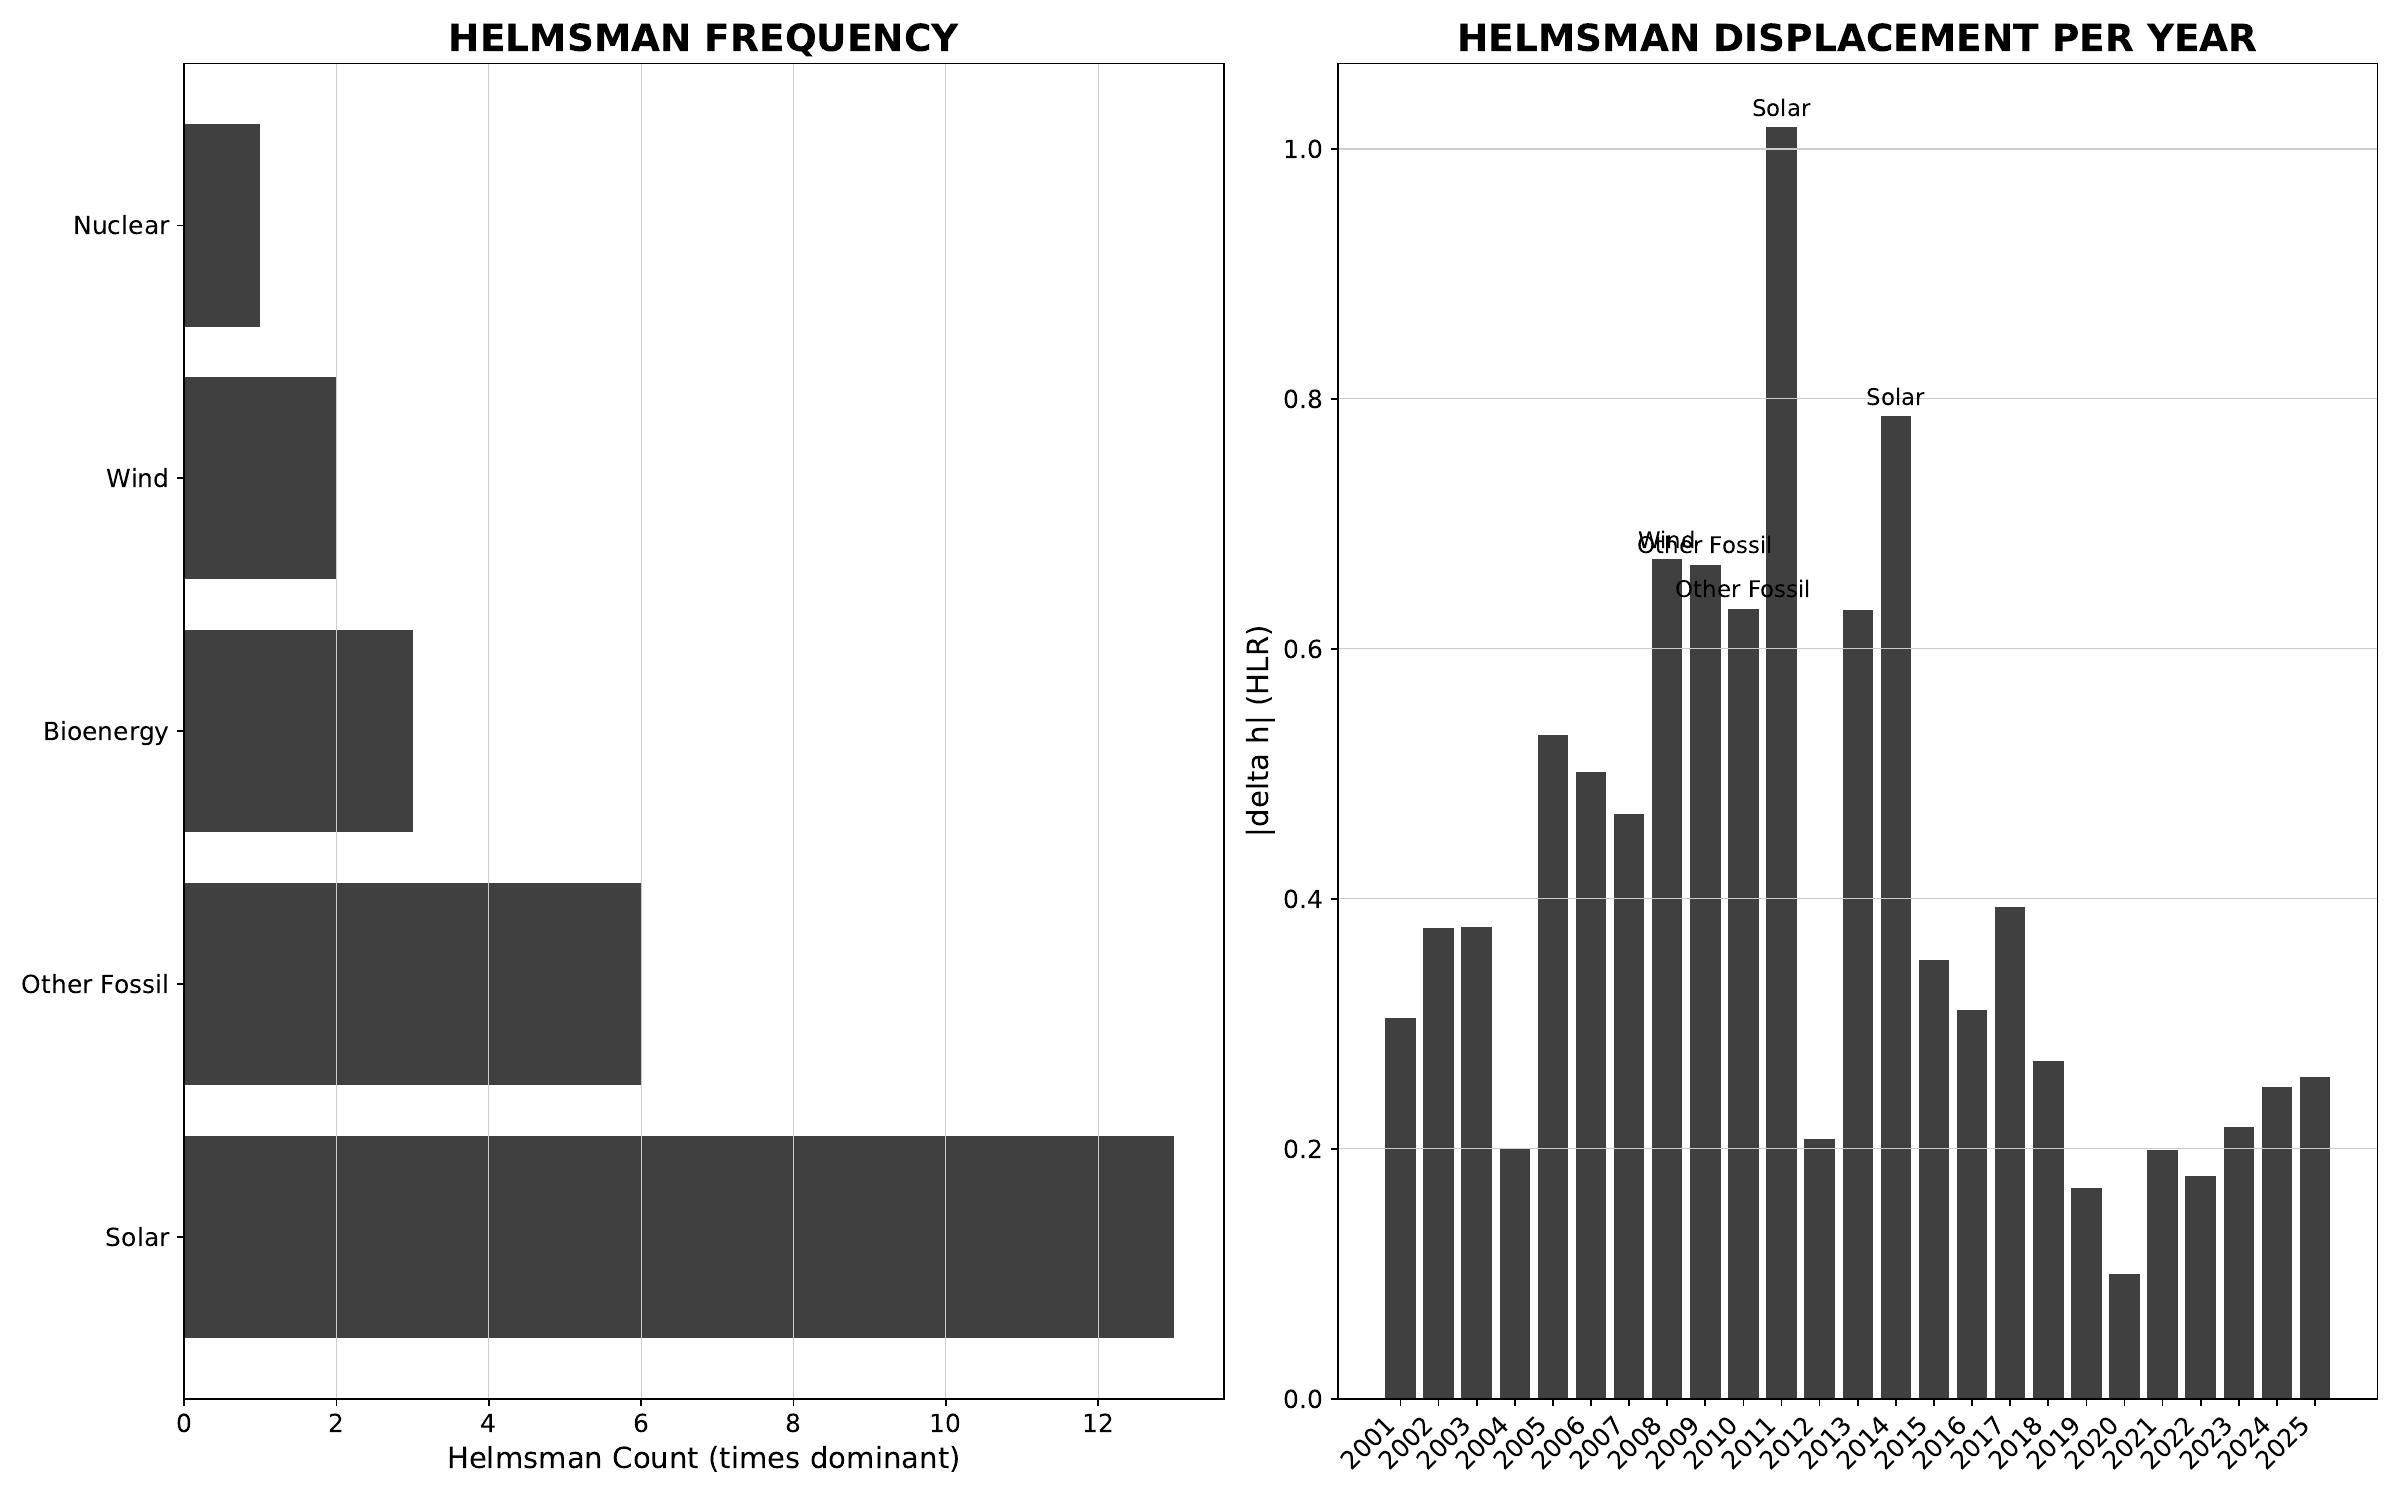 HELMSMAN FREQUENCY
Nuclear
Wind
Bioenergy
Other Fossil
Solar
0 2 4 6 8 10 12
Helmsman Count (times dominant)
HELMSMAN DISPLACEMENT PER YEAR
|delta h| (HLR)
1.0
0.8
0.6
0.4
0.2
0.0
Solar
Solar
Wind
Other Fossil
Other Fossil
2001 2002 2003 2004 2005 2006 2007 2008 2009 2010 2011 2012 2013 2014 2015 2016 2017 2018 2019 2020 2021 2022 2023 2024 2025